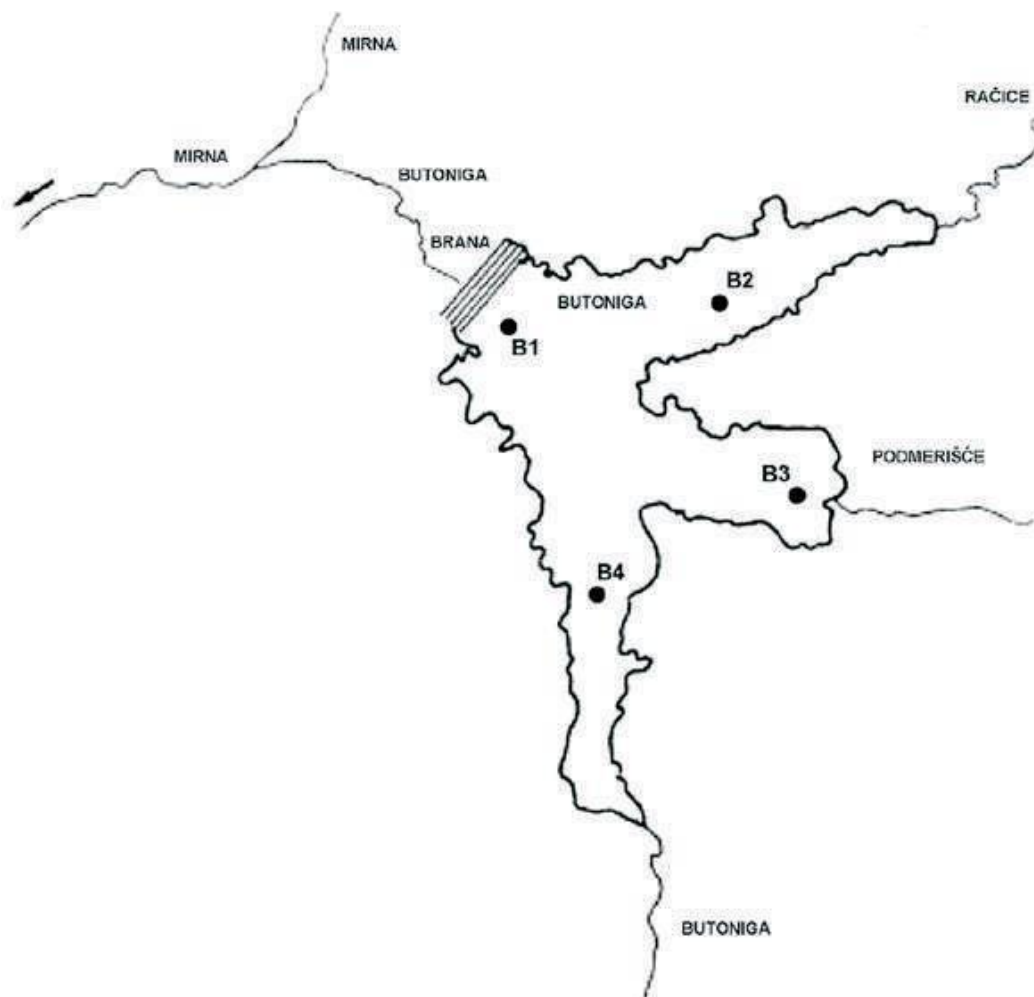 MIRNA
RAČICE
MIRNA
BUTONIGA
BRANA
B2
BUTONIGA
B1
PODMERIŠĆE
B3
B4
BUTONIGA